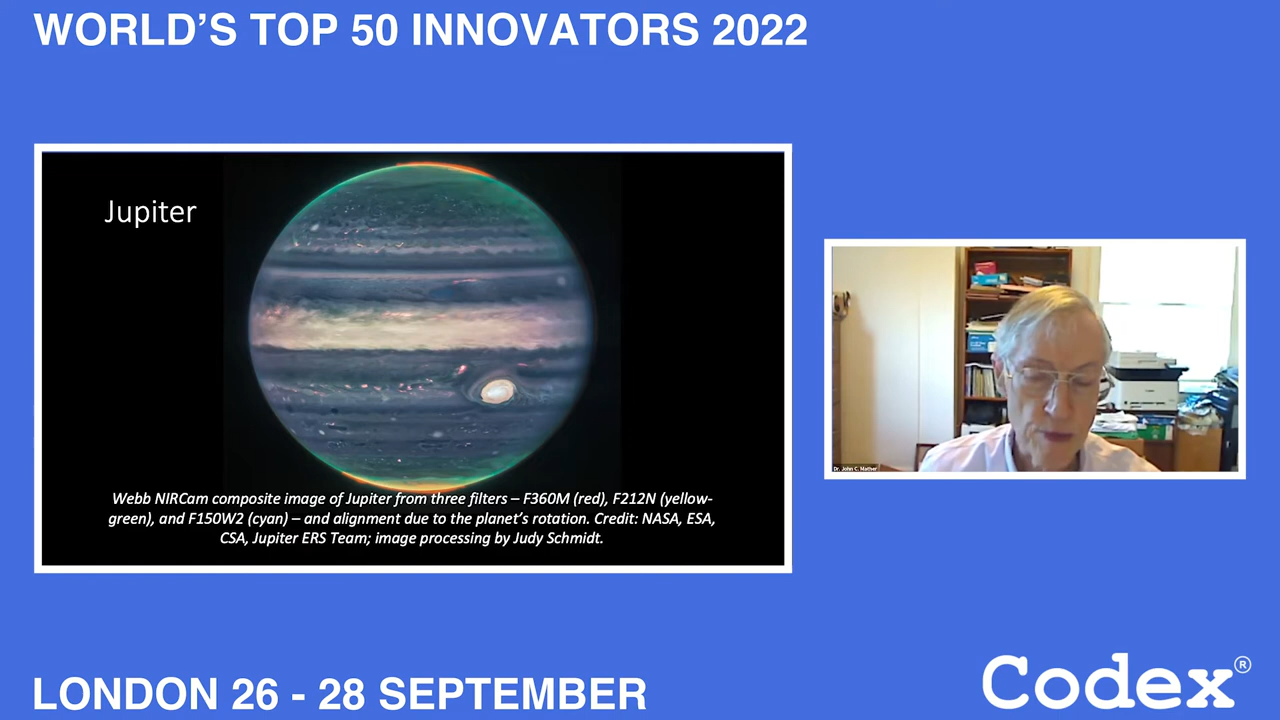 WORLD'S TOP 50 INNOVATORS 2022
Jupiter
Webb NIRCam composite image of Jupiter from three filters – F360M (red), F212N (yellow-
green), and F150W2 (cyan) – and alignment due to the planet's rotation. Credit: NASA, ESA,
CSA, Jupiter ERS Team; image processing by Judy Schmidt.
Dr. John C. Mather
LONDON 26 - 28 SEPTEMBER
Codex®